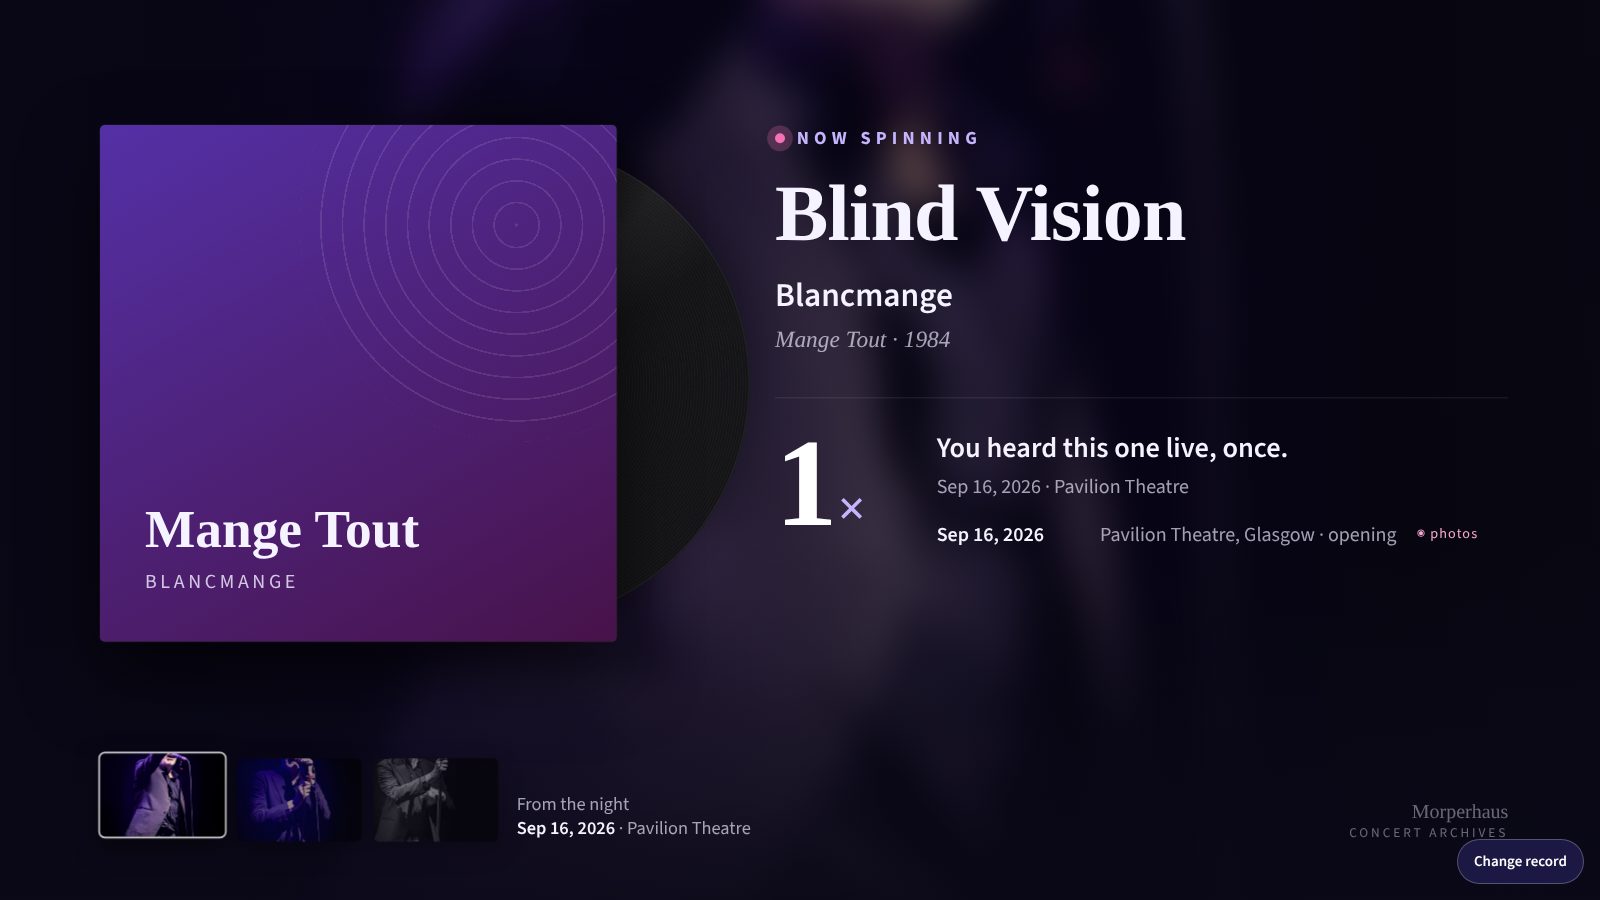 Mange Tout
BLANCMANGE
NOW SPINNING
Blind Vision
Blancmange
Mange Tout · 1984
1×
You heard this one live, once.
Sep 16, 2026 · Pavilion Theatre
Sep 16, 2026 Pavilion Theatre, Glasgow · opening photos
From the night
Sep 16, 2026 · Pavilion Theatre
Morperhaus
CONCERT ARCHIVES
Change record